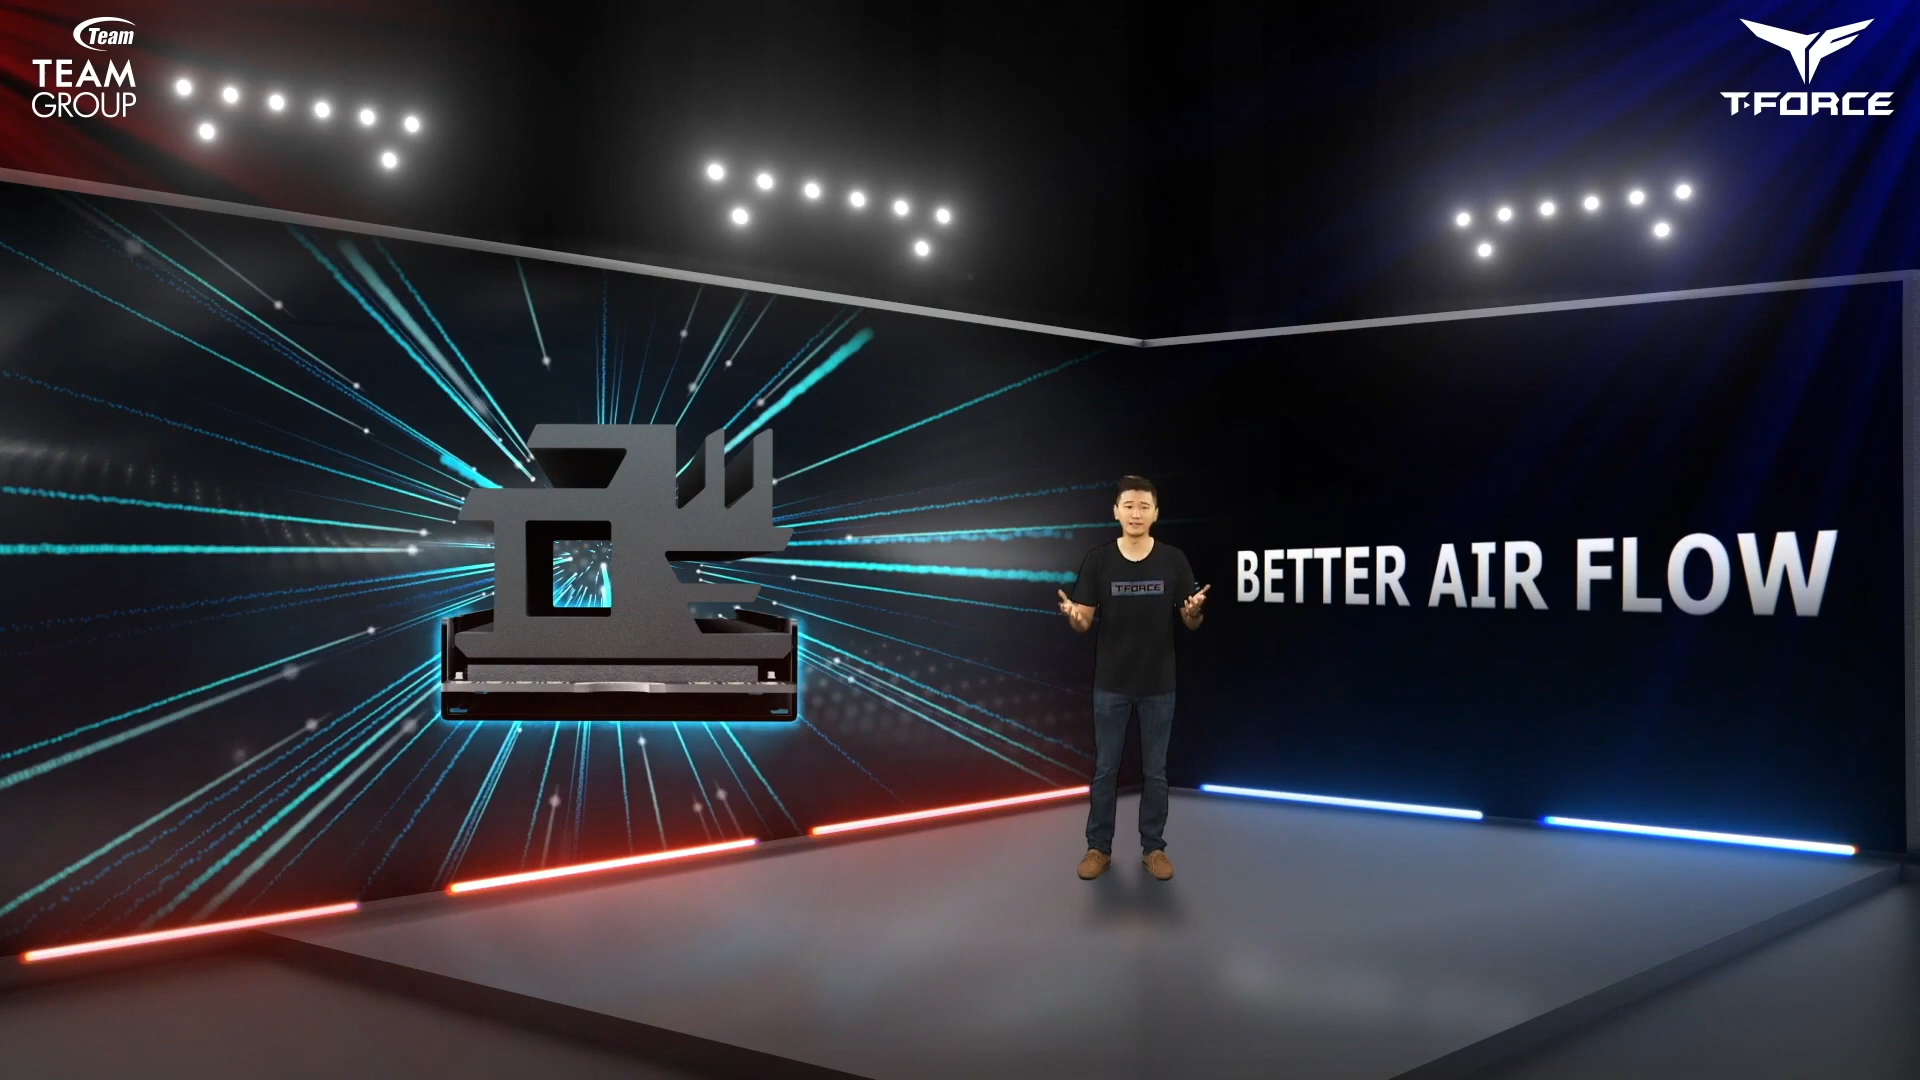 Team
TEAM
GROUP
T-FORCE
T-FORCE
BETTER AIR FLOW